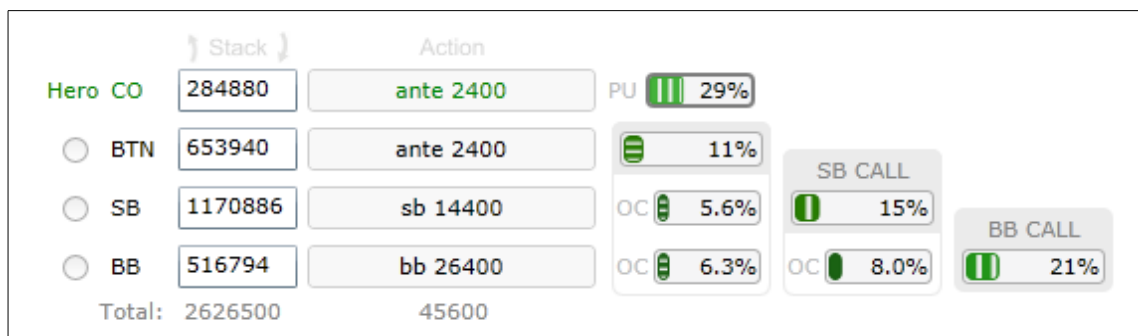 Stack Action
Hero CO 284880 ante 2400 PU 29%
BTN 653940 ante 2400 11%
SB CALL
SB 1170886 sb 14400 OC 5.6% 15%
BB CALL
BB 516794 bb 26400 OC 6.3% OC 8.0% 21%
Total: 2626500 45600